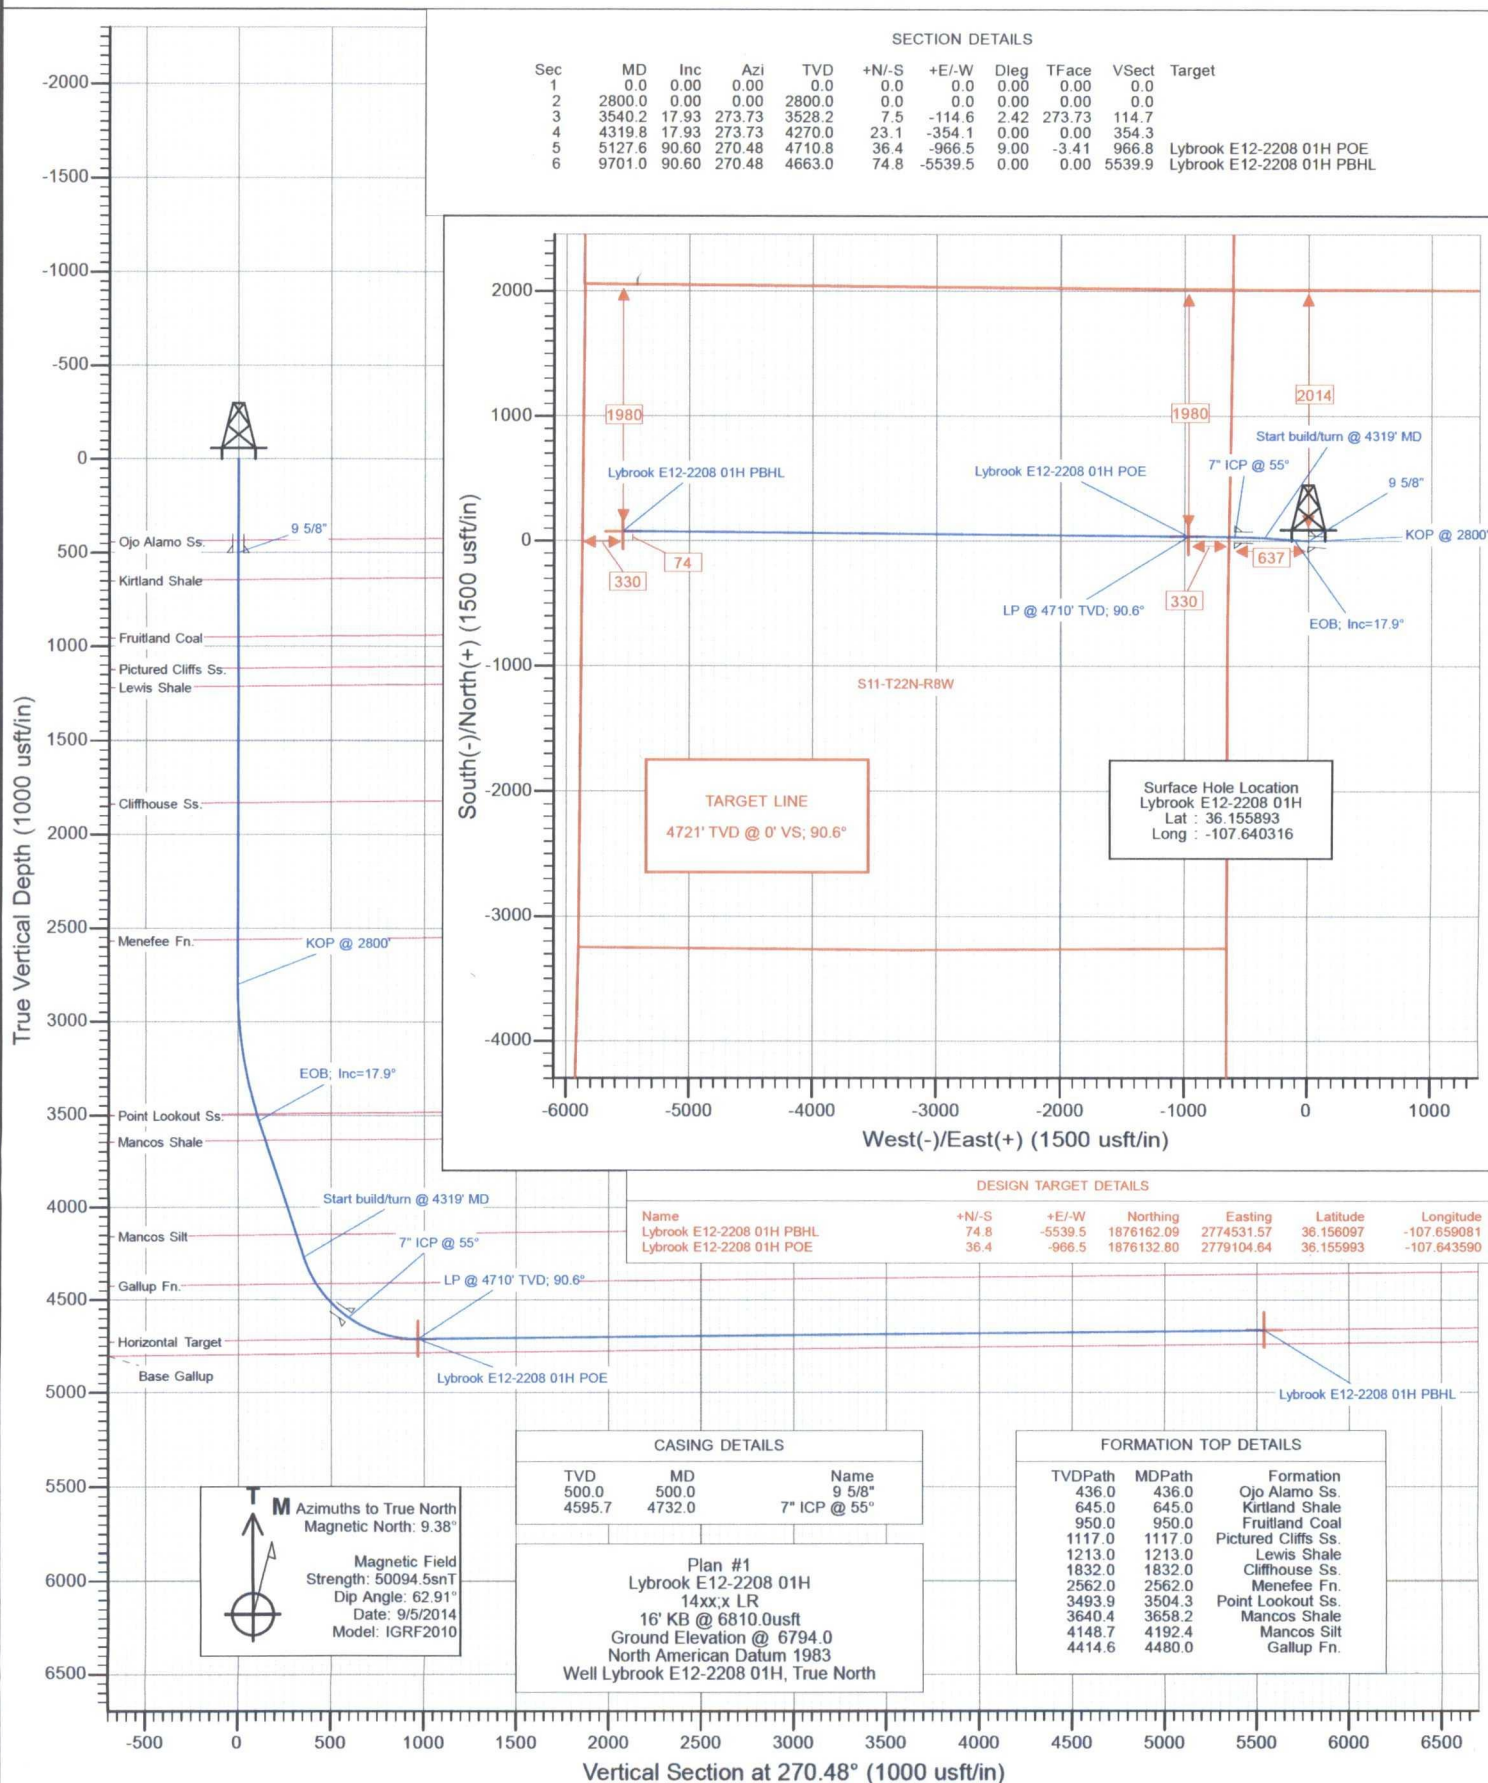 SECTION DETAILS
Sec MD Inc Azi TVD +N/-S +E/-W Dleg TFace VSect Target
1 0.0 0.00 0.00 0.0 0.0 0.0 0.00 0.00 0.0
2 2800.0 0.00 0.00 2800.0 0.0 0.0 0.00 0.00 0.0
3 3540.2 17.93 273.73 3528.2 7.5 -114.6 2.42 273.73 114.7
4 4319.8 17.93 273.73 4270.0 23.1 -354.1 0.00 0.00 354.3
5 5127.6 90.60 270.48 4710.8 36.4 -966.5 9.00 -3.41 966.8 Lybrook E12-2208 01H POE
6 9701.0 90.60 270.48 4663.0 74.8 -5539.5 0.00 0.00 5539.9 Lybrook E12-2208 01H PBHL
True Vertical Depth (1000 usft/in)
-2000
-1500
-1000
-500
0
500
1000
1500
2000
2500
3000
3500
4000
4500
5000
5500
6000
6500
9 5/8"
Ojo Alamo Ss.
Kirtland Shale
Fruitland Coal
Pictured Cliffs Ss.
Lewis Shale
Cliffhouse Ss.
Menefee Fn.
KOP @ 2800'
EOB; Inc=17.9°
Point Lookout Ss.
Mancos Shale
Start build/turn @ 4319' MD
Mancos Silt
7" ICP @ 55°
Gallup Fn.
LP @ 4710' TVD; 90.6°
Horizontal Target
Base Gallup
Lybrook E12-2208 01H POE
Lybrook E12-2208 01H PBHL
South(-)/North(+) (1500 usft/in)
2000
1000
0
-1000
-2000
-3000
-4000
1980
1980
2014
Start build/turn @ 4319' MD
7" ICP @ 55°
Lybrook E12-2208 01H PBHL
Lybrook E12-2208 01H POE
9 5/8"
KOP @ 2800'
74
330
637
330
LP @ 4710' TVD; 90.6°
EOB; Inc=17.9°
S11-T22N-R8W
TARGET LINE
4721' TVD @ 0' VS; 90.6°
Surface Hole Location
Lybrook E12-2208 01H
Lat : 36.155893
Long : -107.640316
-6000 -5000 -4000 -3000 -2000 -1000 0 1000
West(-)/East(+) (1500 usft/in)
DESIGN TARGET DETAILS
Name +N/-S +E/-W Northing Easting Latitude Longitude
Lybrook E12-2208 01H PBHL 74.8 -5539.5 1876162.09 2774531.57 36.156097 -107.659081
Lybrook E12-2208 01H POE 36.4 -966.5 1876132.80 2779104.64 36.155993 -107.643590
CASING DETAILS
TVD MD Name
500.0 500.0 9 5/8"
4595.7 4732.0 7" ICP @ 55°
FORMATION TOP DETAILS
TVDPath MDPath Formation
436.0 436.0 Ojo Alamo Ss.
645.0 645.0 Kirtland Shale
950.0 950.0 Fruitland Coal
1117.0 1117.0 Pictured Cliffs Ss.
1213.0 1213.0 Lewis Shale
1832.0 1832.0 Cliffhouse Ss.
2562.0 2562.0 Menefee Fn.
3493.9 3504.3 Point Lookout Ss.
3640.4 3658.2 Mancos Shale
4148.7 4192.4 Mancos Silt
4414.6 4480.0 Gallup Fn.
T
M Azimuths to True North
Magnetic North: 9.38°
Magnetic Field
Strength: 50094.5snT
Dip Angle: 62.91°
Date: 9/5/2014
Model: IGRF2010
Plan #1
Lybrook E12-2208 01H
14xx;x LR
16' KB @ 6810.0usft
Ground Elevation @ 6794.0
North American Datum 1983
Well Lybrook E12-2208 01H, True North
-500 0 500 1000 1500 2000 2500 3000 3500 4000 4500 5000 5500 6000 6500
Vertical Section at 270.48° (1000 usft/in)